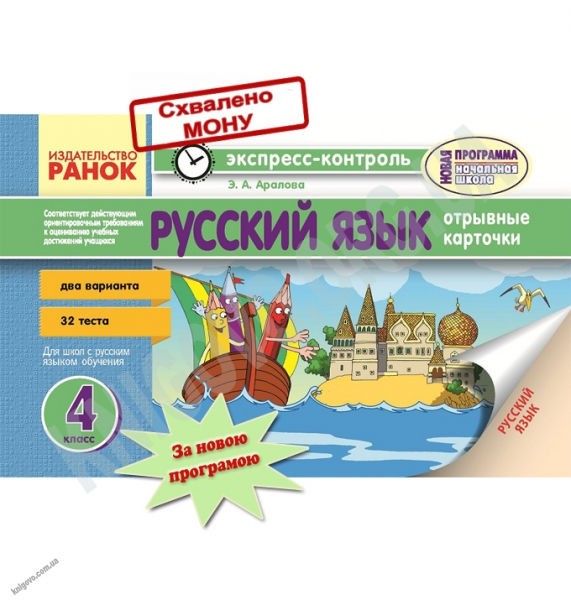 Схвалено
МОНУ
ИЗДАТЕЛЬСТВО
РАНОК
экспресс-контроль
НОВАЯ
ПРОГРАММА
начальная
школа
Э. А. Аралова
Соответствует действующим
ориентировочным требованиям
к оцениванию учебных
достижений учащихся
РУССКИЙ ЯЗЫК
отрывные
карточки
два варианта
32 теста
Для школ с русским
языком обучения
4
класс
За новою
програмою
РУССКИЙ
ЯЗЫК
knigovo.com.ua